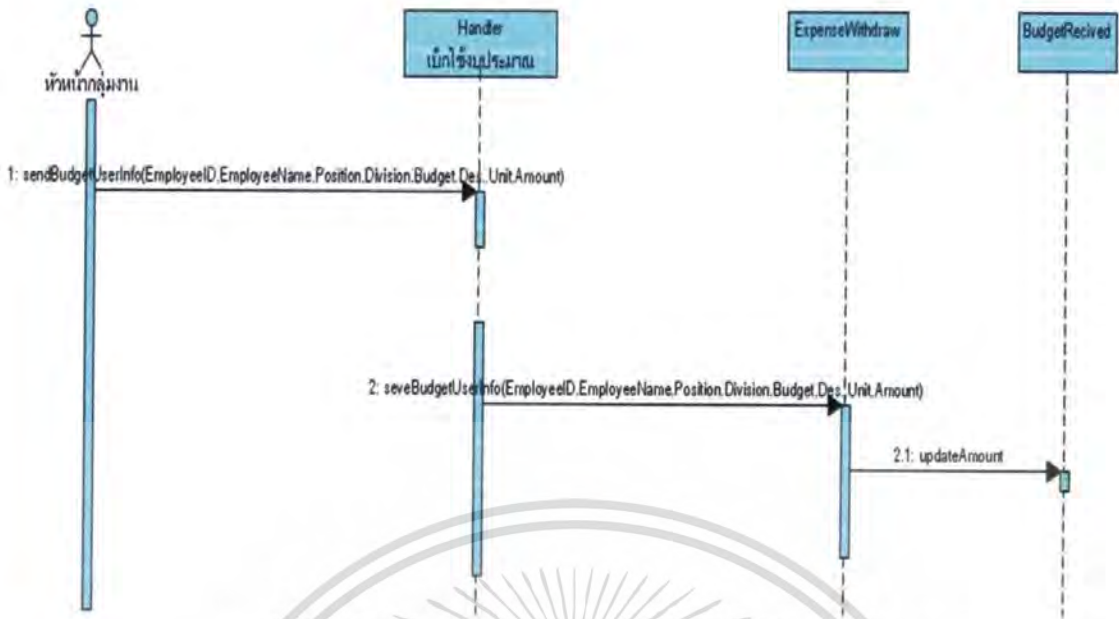 หัวหน้ากลุ่มงาน
Handler
เบิกใช้งบประมาณ
ExpenseWithdraw
BudgetRecived
1: sendBudgetUserInfo(EmployeeID,EmployeeName,Position,Division,Budget,Des,,Unit,Amount)
2: seveBudgetUserInfo(EmployeeID,EmployeeName,Position,Division,Budget,Des,,Unit,Amount)
2.1: updateAmount